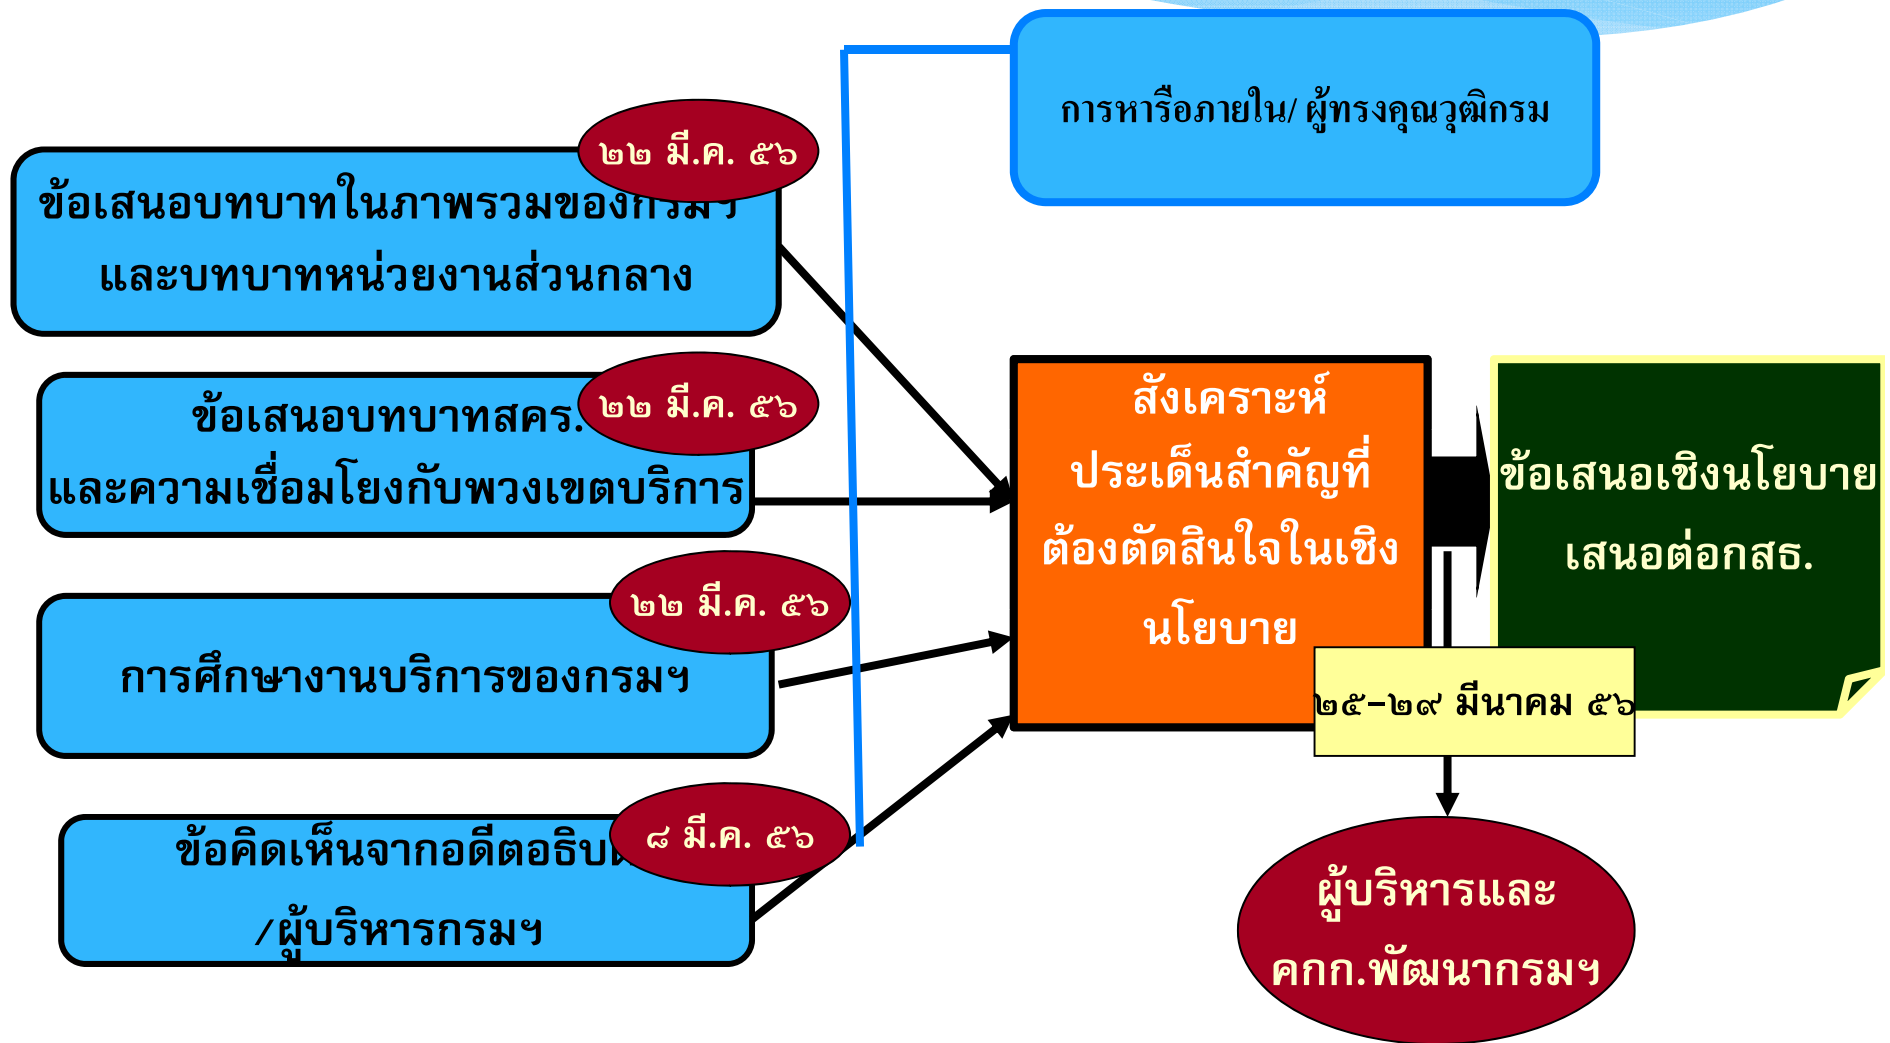 การหารือภายใน/ ผู้ทรงคุณวุฒิกรม
๒๒ มี.ค. ๕๖
ข้อเสนอบทบาทในภาพรวมของกรมฯ
และบทบาทหน่วยงานส่วนกลาง
๒๒ มี.ค. ๕๖
ข้อเสนอบทบาทสคร.
และความเชื่อมโยงกับพวงเขตบริการ
๒๒ มี.ค. ๕๖
การศึกษางานบริการของกรมฯ
๘ มี.ค. ๕๖
ข้อคิดเห็นจากอดีตอธิบดี
/ผู้บริหารกรมฯ
สังเคราะห์
ประเด็นสำคัญที่
ต้องตัดสินใจในเชิง
นโยบาย
ข้อเสนอเชิงนโยบาย
เสนอต่อกสธ.
๒๕-๒๙ มีนาคม ๕๖
ผู้บริหารและ
คกก.พัฒนากรมฯ